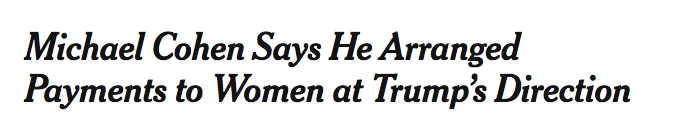 Michael Cohen Says He Arranged
Payments to Women at Trump’s Direction